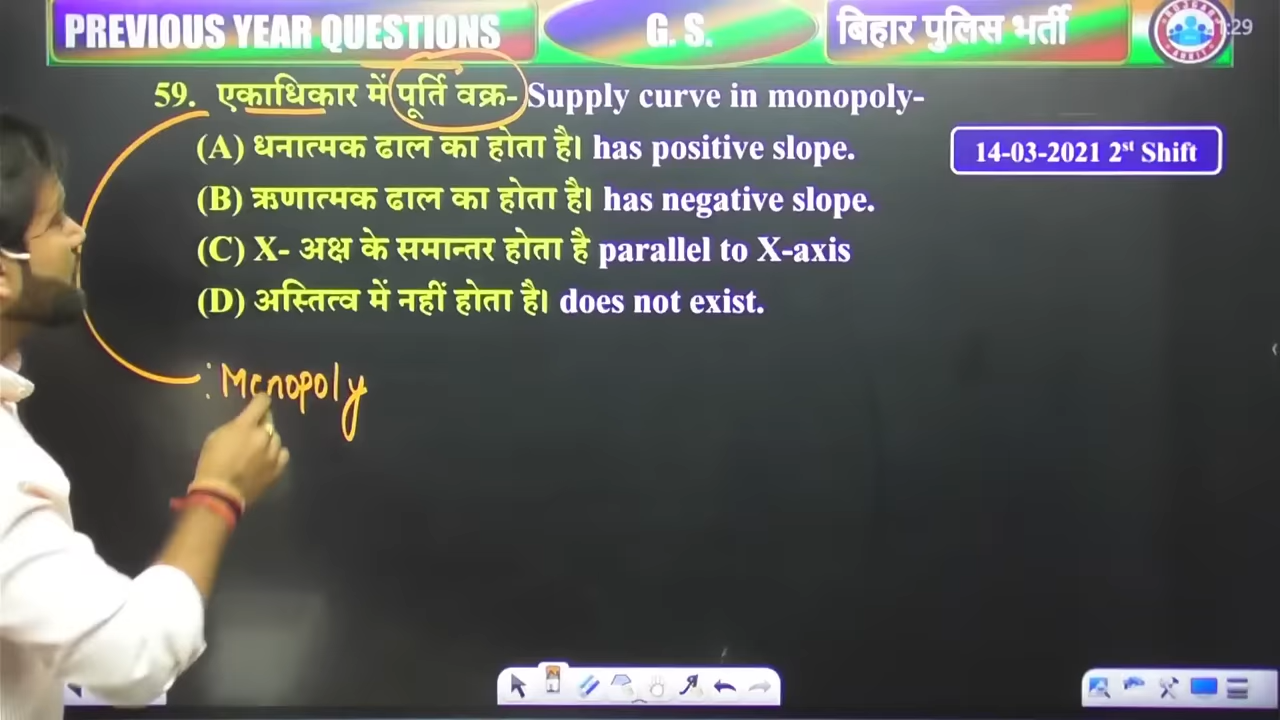 PREVIOUS YEAR QUESTIONS
G. S.
बिहार पुलिस भर्ती
:29
59. एकाधिकार में पूर्ति वक्र- Supply curve in monopoly-
(A) धनात्मक ढाल का होता है। has positive slope.
14-03-2021 2st Shift
(B) ऋणात्मक ढाल का होता है। has negative slope.
(C) X- अक्ष के समान्तर होता है parallel to X-axis
(D) अस्तित्व में नहीं होता है। does not exist.
: Monopoly